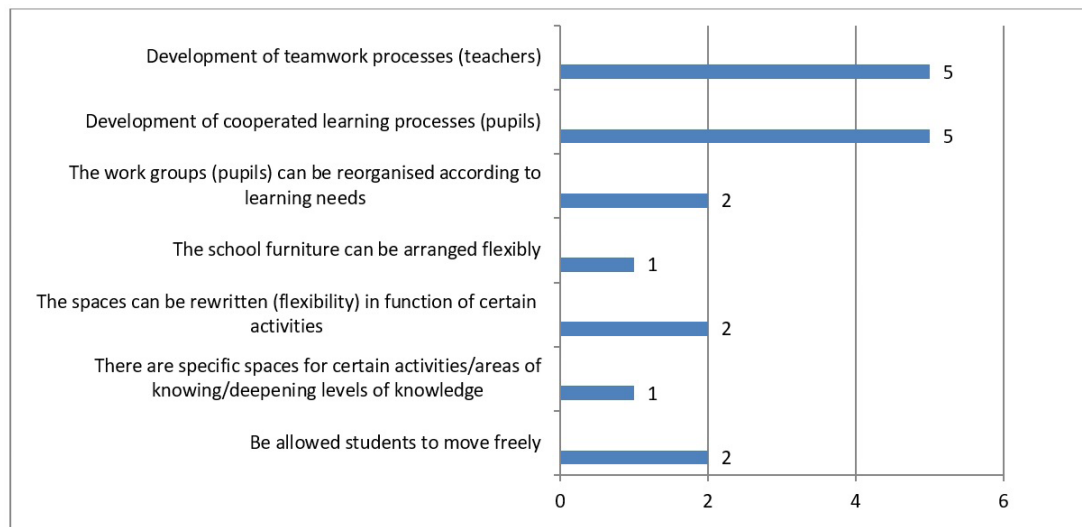 Development of teamwork processes (teachers)
5
Development of cooperated learning processes (pupils)
5
The work groups (pupils) can be reorganised according to
learning needs
2
The school furniture can be arranged flexibly
1
The spaces can be rewritten (flexibility) in function of certain
activities
2
There are specific spaces for certain activities/areas of
knowing/deepening levels of knowledge
1
Be allowed students to move freely
2
0 2 4 6